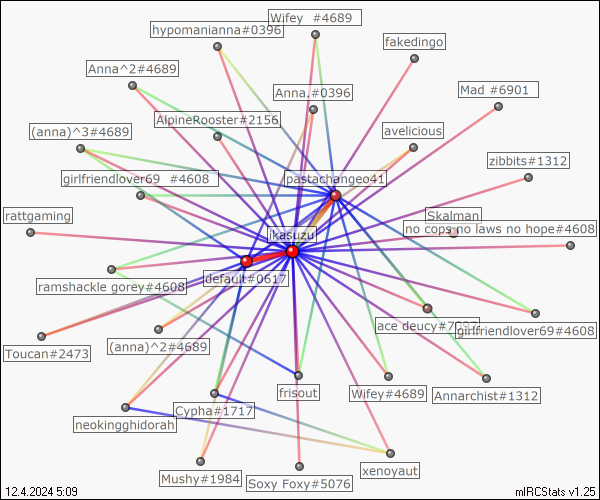 Wifey  #4689
hypomanianna#0396
fakedingo
Anna^2#4689
Anna.#0396
Mad #6901
AlpineRooster#2156
(anna)^3#4689
avelicious
zibbits#1312
girlfriendlover69  #4608
pastachangeo41
rattgaming
Skalman
no cops no laws no hope#4608
jkasuzu
default#0617
ramshackle gorey#4608
ace deucy#
girlfriendlover69#4608
Toucan#2473
(anna)^2#4689
frisout
Wifey#4689
Annarchist#1312
Cypha#1717
neokingghidorah
xenoyaut
Mushy#1984
Soxy Foxy#5076
12.4.2024 5:09
mIRCStats v1.25